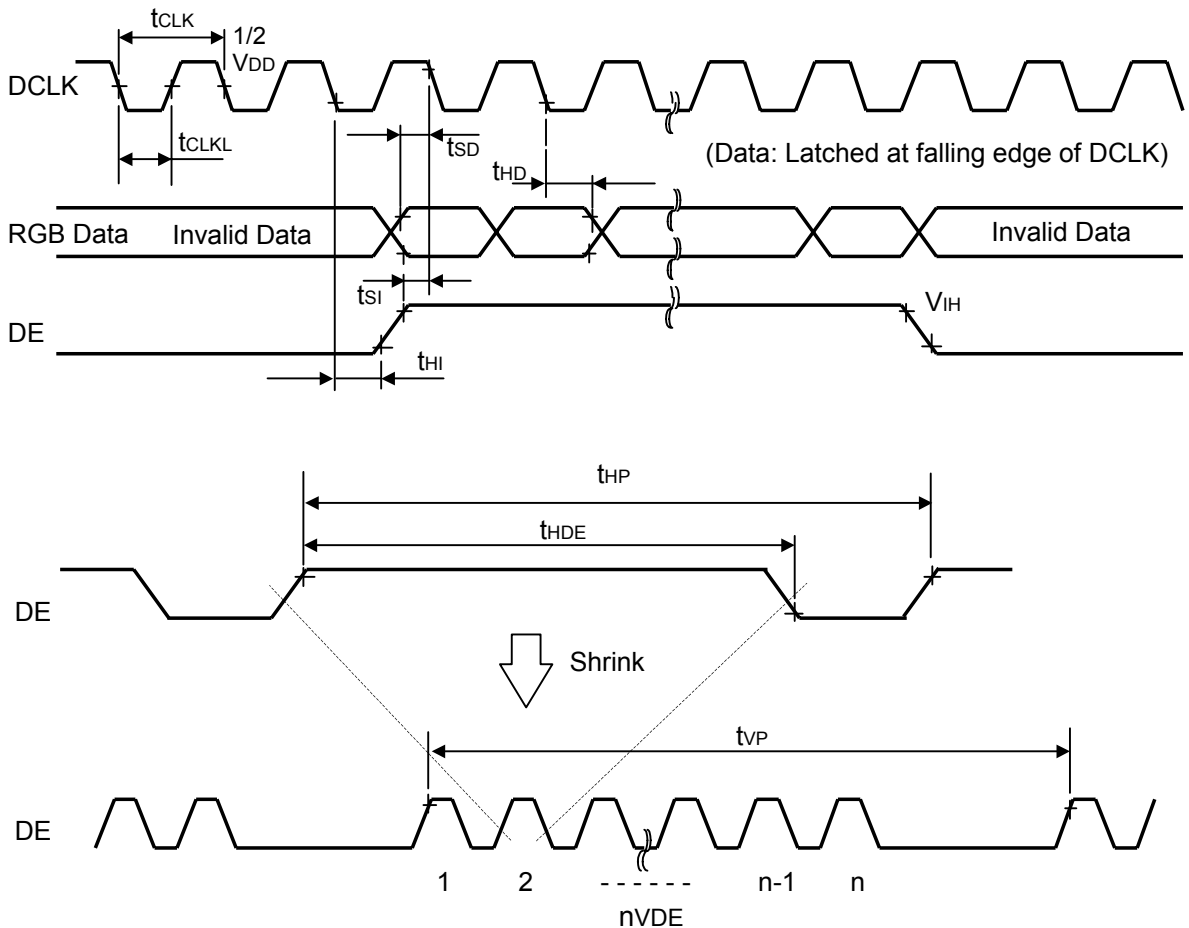 tCLK
1/2
VDD
DCLK
tCLKL
tSD
(Data: Latched at falling edge of DCLK)
tHD
RGB Data
Invalid Data
Invalid Data
tSI
VIH
DE
tHI
tHP
tHDE
DE
Shrink
tVP
DE
1
2
n-1
n
nVDE